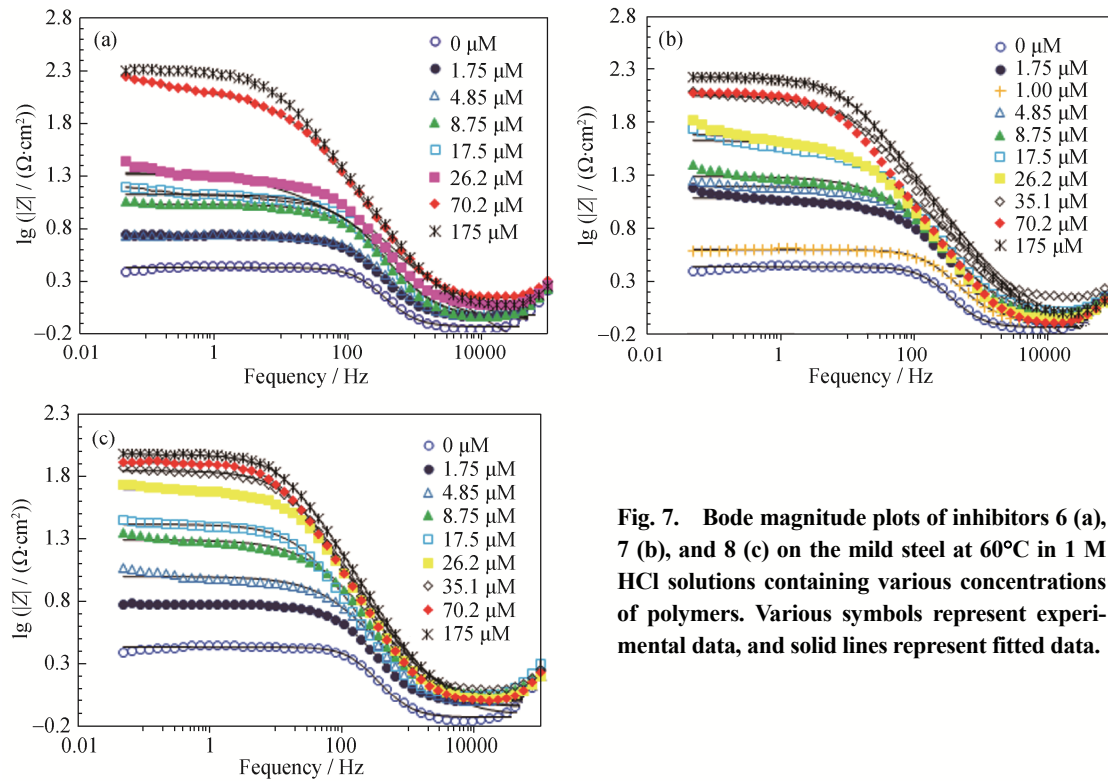 (a)
2.8
2.3
1.8
1.3
0.8
0.3
–0.2
lg (|Z| / (Ω·cm²))
0.01
1
100
10000
Fequency / Hz
0 μM
1.75 μM
4.85 μM
8.75 μM
17.5 μM
26.2 μM
70.2 μM
175 μM
(b)
2.8
2.3
1.8
1.3
0.8
0.3
–0.2
lg (|Z| / (Ω·cm²))
0.01
1
100
10000
Fequency / Hz
0 μM
1.75 μM
1.00 μM
4.85 μM
8.75 μM
17.5 μM
26.2 μM
35.1 μM
70.2 μM
175 μM
(c)
2.3
1.8
1.3
0.8
0.3
–0.2
lg (|Z| / (Ω·cm²))
0.01
1
100
10000
Fequency / Hz
0 μM
1.75 μM
4.85 μM
8.75 μM
17.5 μM
26.2 μM
35.1 μM
70.2 μM
175 μM
Fig. 7. Bode magnitude plots of inhibitors 6 (a),
7 (b), and 8 (c) on the mild steel at 60°C in 1 M
HCl solutions containing various concentrations
of polymers. Various symbols represent experi-
mental data, and solid lines represent fitted data.